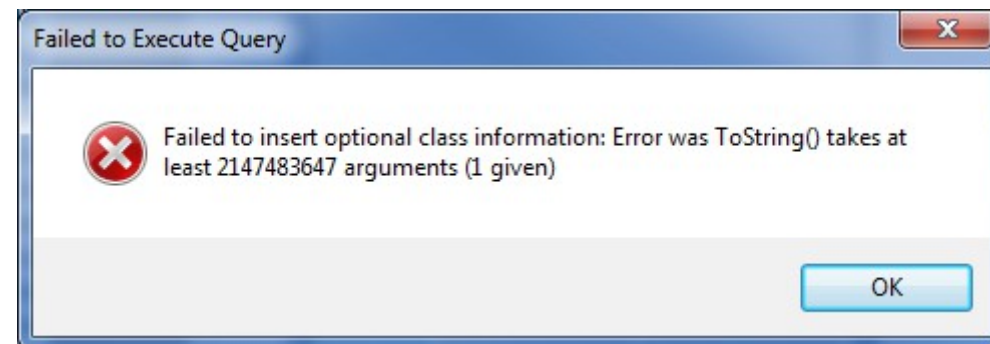 Failed to Execute Query
Failed to insert optional class information: Error was ToString() takes at
least 2147483647 arguments (1 given)
OK